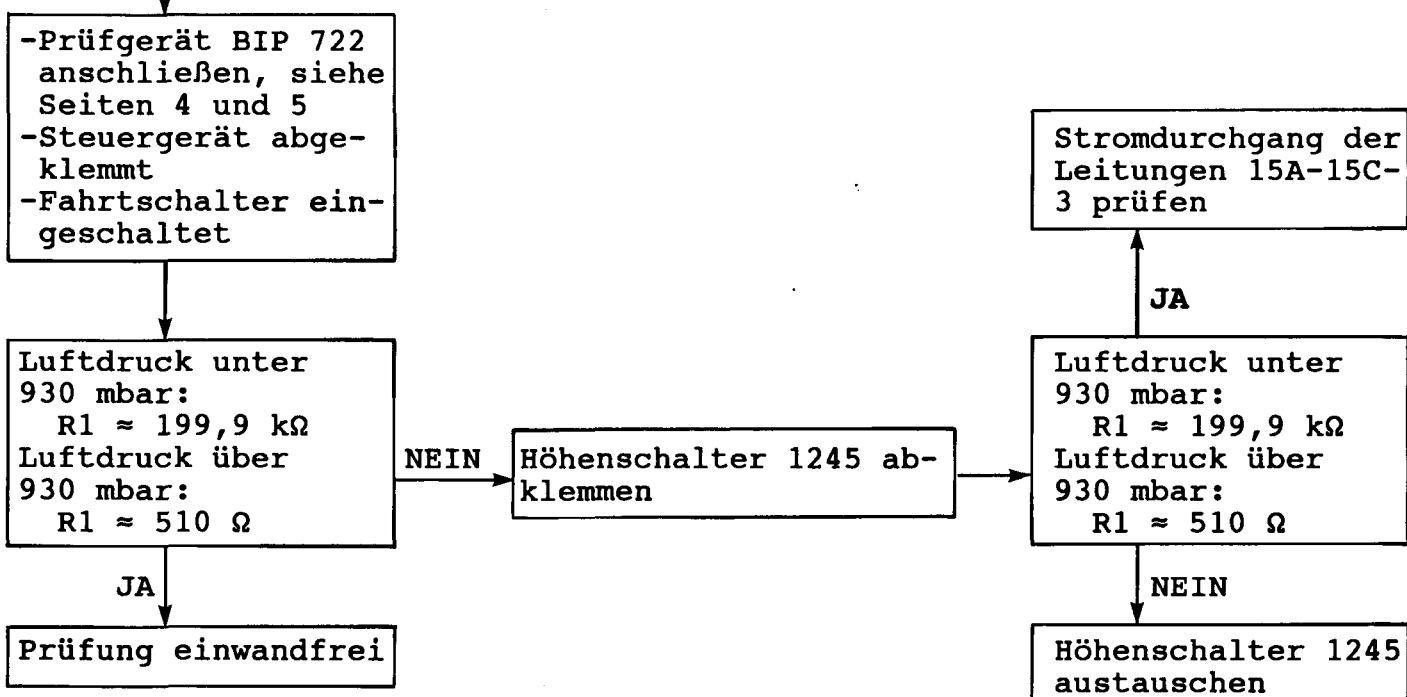 -Prüfgerät BIP 722
anschließen, siehe
Seiten 4 und 5
-Steuergerät abge-
klemmt
-Fahrtschalter ein-
geschaltet
Luftdruck unter
930 mbar:
R1 ≈ 199,9 kΩ
Luftdruck über
930 mbar:
R1 ≈ 510 Ω
JA
Prüfung einwandfrei
NEIN
Höhenschalter 1245 ab-
klemmen
Stromdurchgang der
Leitungen 15A-15C-
3 prüfen
JA
Luftdruck unter
930 mbar:
R1 ≈ 199,9 kΩ
Luftdruck über
930 mbar:
R1 ≈ 510 Ω
NEIN
Höhenschalter 1245
austauschen